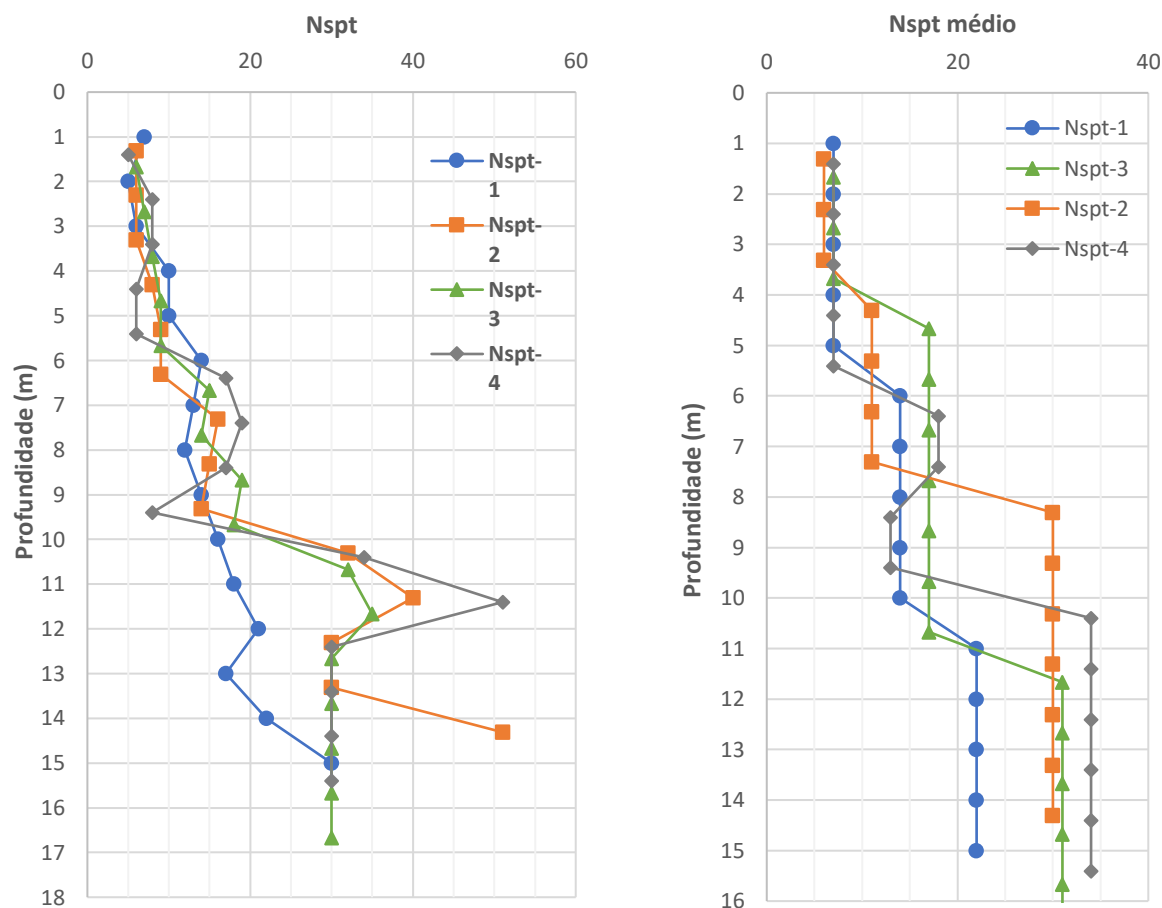 Nspt
0 20 40 60
0
1
2
3
4
5
6
7
8
9
10
11
12
13
14
15
16
17
18
Profundidade (m)
Nspt-
1
Nspt-
2
Nspt-
3
Nspt-
4
Nspt médio
0 20 40
0
1
2
3
4
5
6
7
8
9
10
11
12
13
14
15
16
Profundidade (m)
Nspt-1
Nspt-3
Nspt-2
Nspt-4